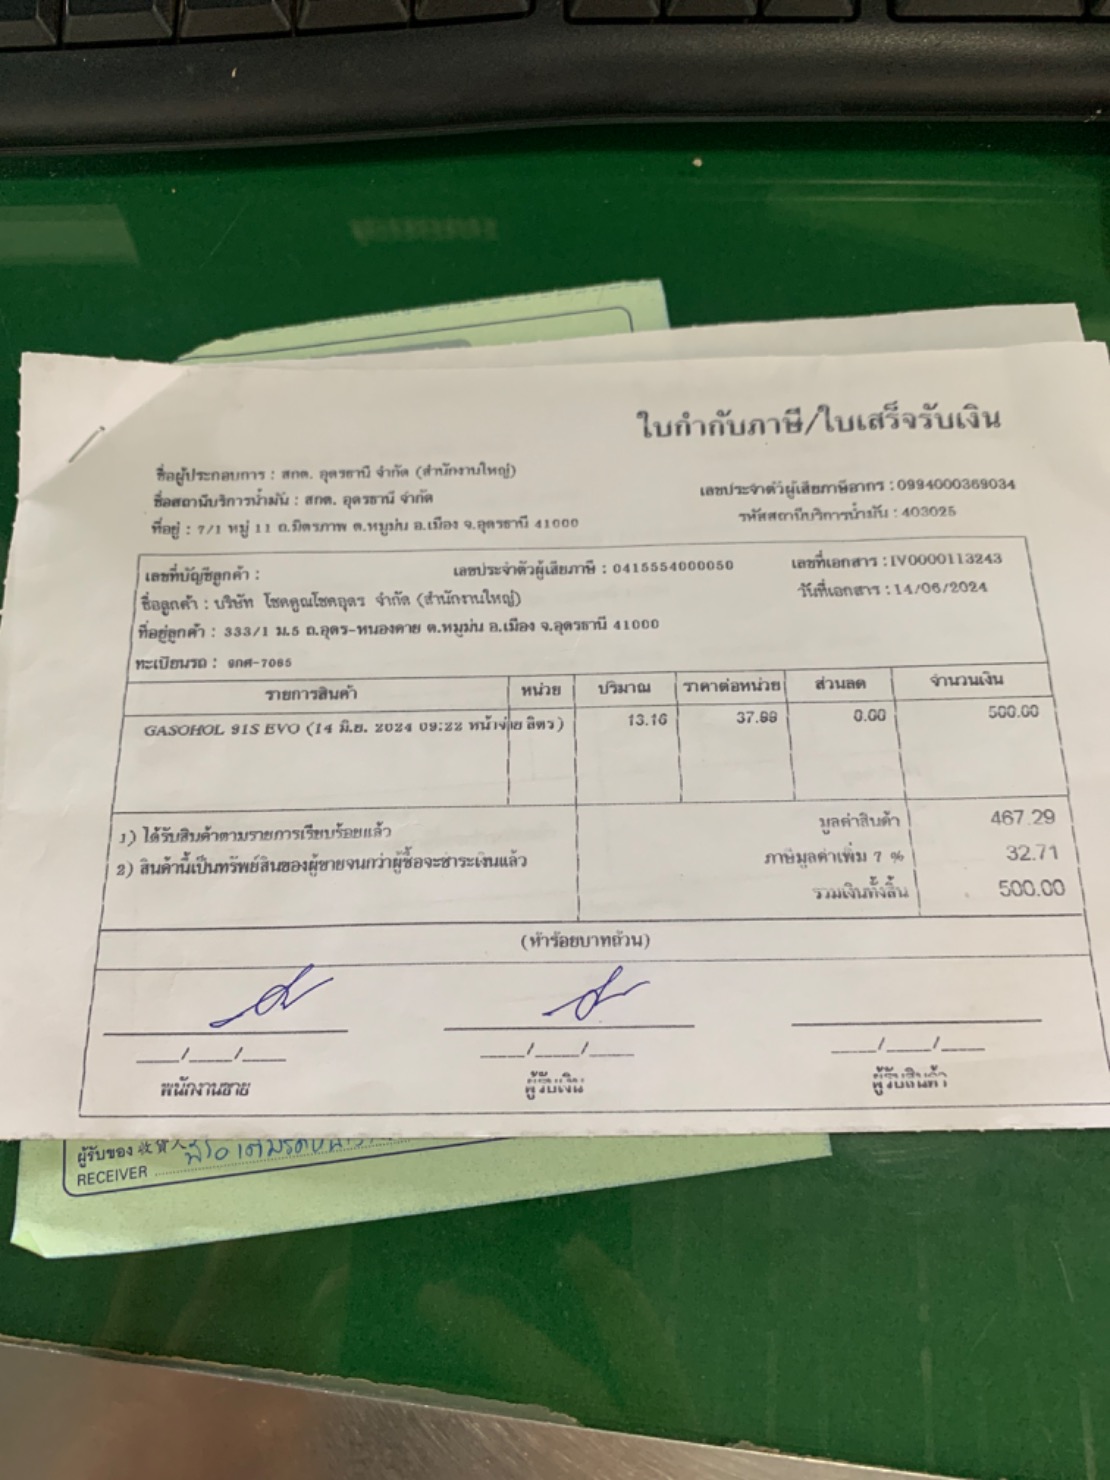 ใบกำกับภาษี/ใบเสร็จรับเงิน
ชื่อผู้ประกอบการ : สกต. อุดรธานี จำกัด (สำนักงานใหญ่)
ชื่อสถานีบริการน้ำมัน : สกต. อุดรธานี จำกัด
เลขประจำตัวผู้เสียภาษีอากร : 0994000369034
ที่อยู่ : 7/1 หมู่ 11 ถ.มิตรภาพ ต.หมูม่น อ.เมือง จ.อุดรธานี 41000
รหัสสถานีบริการน้ำมัน : 403025
เลขที่บัญชีลูกค้า : เลขประจำตัวผู้เสียภาษี : 0415554000050 เลขที่เอกสาร : IV0000113243
ชื่อลูกค้า : บริษัท โชคคูณโชคอุดร จำกัด (สำนักงานใหญ่) วันที่เอกสาร : 14/06/2024
ที่อยู่ลูกค้า : 333/1 ม.5 ถ.อุดร-หนองคาย ต.หมูม่น อ.เมือง จ.อุดรธานี 41000
ทะเบียนรถ :
รายการสินค้า หน่วย ปริมาณ ราคาต่อหน่วย ส่วนลด จำนวนเงิน
GASOHOL 91S EVO (14 มิ.ย. 2024 09:22 หน้าจ่าย ลิตร) 13.16 37.98 0.00 500.00
1) ได้รับสินค้าตามรายการเรียบร้อยแล้ว มูลค่าสินค้า 467.29
2) สินค้านี้เป็นทรัพย์สินของผู้ขายจนกว่าผู้ซื้อจะชำระเงินแล้ว ภาษีมูลค่าเพิ่ม 7 % 32.71
รวมเงินทั้งสิ้น 500.00
(ห้าร้อยบาทถ้วน)
___/___/___ ___/___/___ ___/___/___
พนักงานขาย ผู้รับเงิน ผู้รับสินค้า
ผู้รับของ
RECEIVER